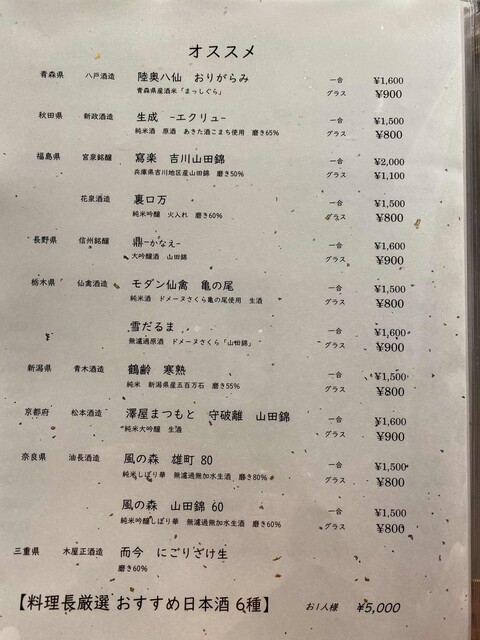 オススメ
青森県 八戸酒造 陸奥八仙 おりがらみ 一合 ¥1,600
青森県産酒米「まっしぐら」 グラス ¥900
秋田県 新政酒造 生成 -エクリュ- 一合 ¥1,500
純米酒 原酒 あきた酒こまち使用 磨き65% グラス ¥800
福島県 宮泉銘醸 寫楽 吉川山田錦 一合 ¥2,000
兵庫県吉川地区産山田錦 磨き50% グラス ¥1,100
花泉酒造 裏ロ万 一合 ¥1,500
純米吟醸 火入れ 磨き60% グラス ¥800
長野県 信州銘醸 鼎-かなえ- 一合 ¥1,600
大吟醸酒 山田錦 グラス ¥900
栃木県 仙禽酒造 モダン仙禽 亀の尾 一合 ¥1,500
純米酒 ドメーヌさくら亀の尾使用 生酒 グラス ¥800
雪だるま 一合 ¥1,600
無濾過原酒 ドメーヌさくら「山田錦」 グラス ¥900
新潟県 青木酒造 鶴齢 寒熟 一合 ¥1,500
純米 新潟県産五百万石 磨き55% グラス ¥800
京都府 松本酒造 澤屋まつもと 守破離 山田錦 一合 ¥1,600
純米大吟醸 生酒 グラス ¥900
奈良県 油長酒造 風の森 雄町 80 一合 ¥1,500
純米しぼり華 無濾過無加水生酒 磨き80% グラス ¥800
風の森 山田錦 60 一合 ¥1,500
純米吟醸しぼり華 無濾過無加水生酒 磨き60% グラス ¥800
三重県 木屋正酒造 而今 にごりざけ生
磨き60%
【料理長厳選 おすすめ日本酒 6種】 お1人様 ¥5,000